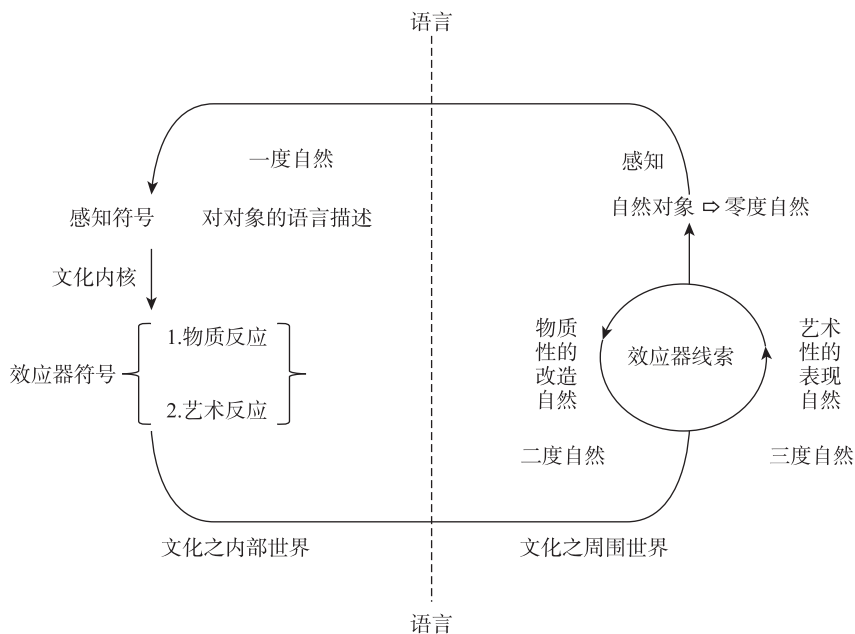 语言
一度自然
感知
感知符号
对对象的语言描述
自然对象 ⇨ 零度自然
文化内核
效应器符号
1.物质反应
2.艺术反应
物质
性的
改造
自然
效应器线索
艺术
性的
表现
自然
二度自然
三度自然
文化之内部世界
文化之周围世界
语言